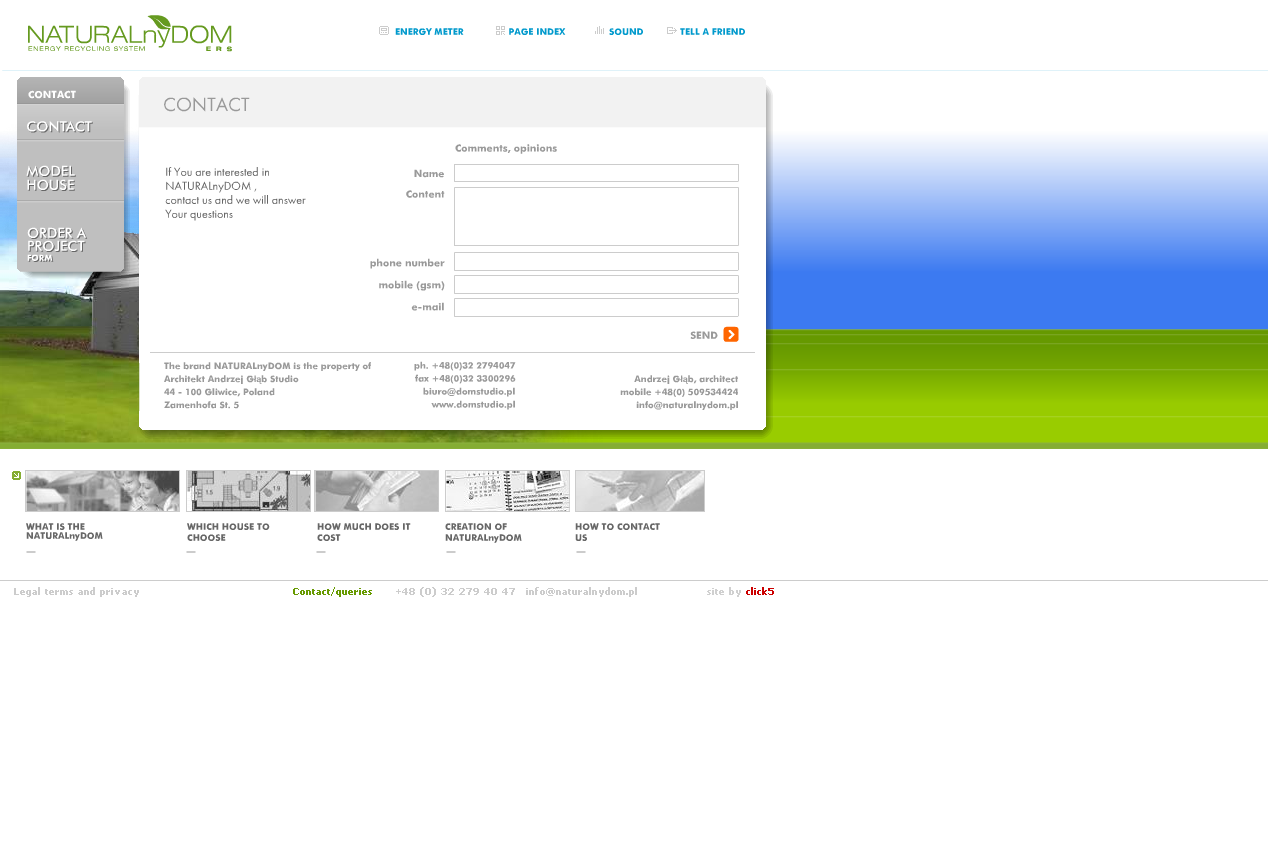 NATURALnyDOM
ENERGY RECYCLING SYSTEM ERS
ENERGY METER
PAGE INDEX
SOUND
TELL A FRIEND
CONTACT
CONTACT
MODEL
HOUSE
ORDER A
PROJECT
FORM
CONTACT
If You are interested in
NATURALnyDOM ,
contact us and we will answer
Your questions
Comments, opinions
Name
Content
phone number
mobile (gsm)
e-mail
SEND
The brand NATURALnyDOM is the property of
Architekt Andrzej Głąb Studio
44 - 100 Gliwice, Poland
Zamenhofa St. 5
ph. +48(0)32 2794047
fax +48(0)32 3300296
biuro@domstudio.pl
www.domstudio.pl
Andrzej Głąb, architect
mobile +48(0) 509534424
info@naturalnydom.pl
1.5
1.9
WHAT IS THE
NATURALnyDOM
WHICH HOUSE TO
CHOOSE
HOW MUCH DOES IT
COST
CREATION OF
NATURALnyDOM
HOW TO CONTACT
US
Legal terms and privacy
Contact/queries
+48 (0) 32 279 40 47
info@naturalnydom.pl
site by click5